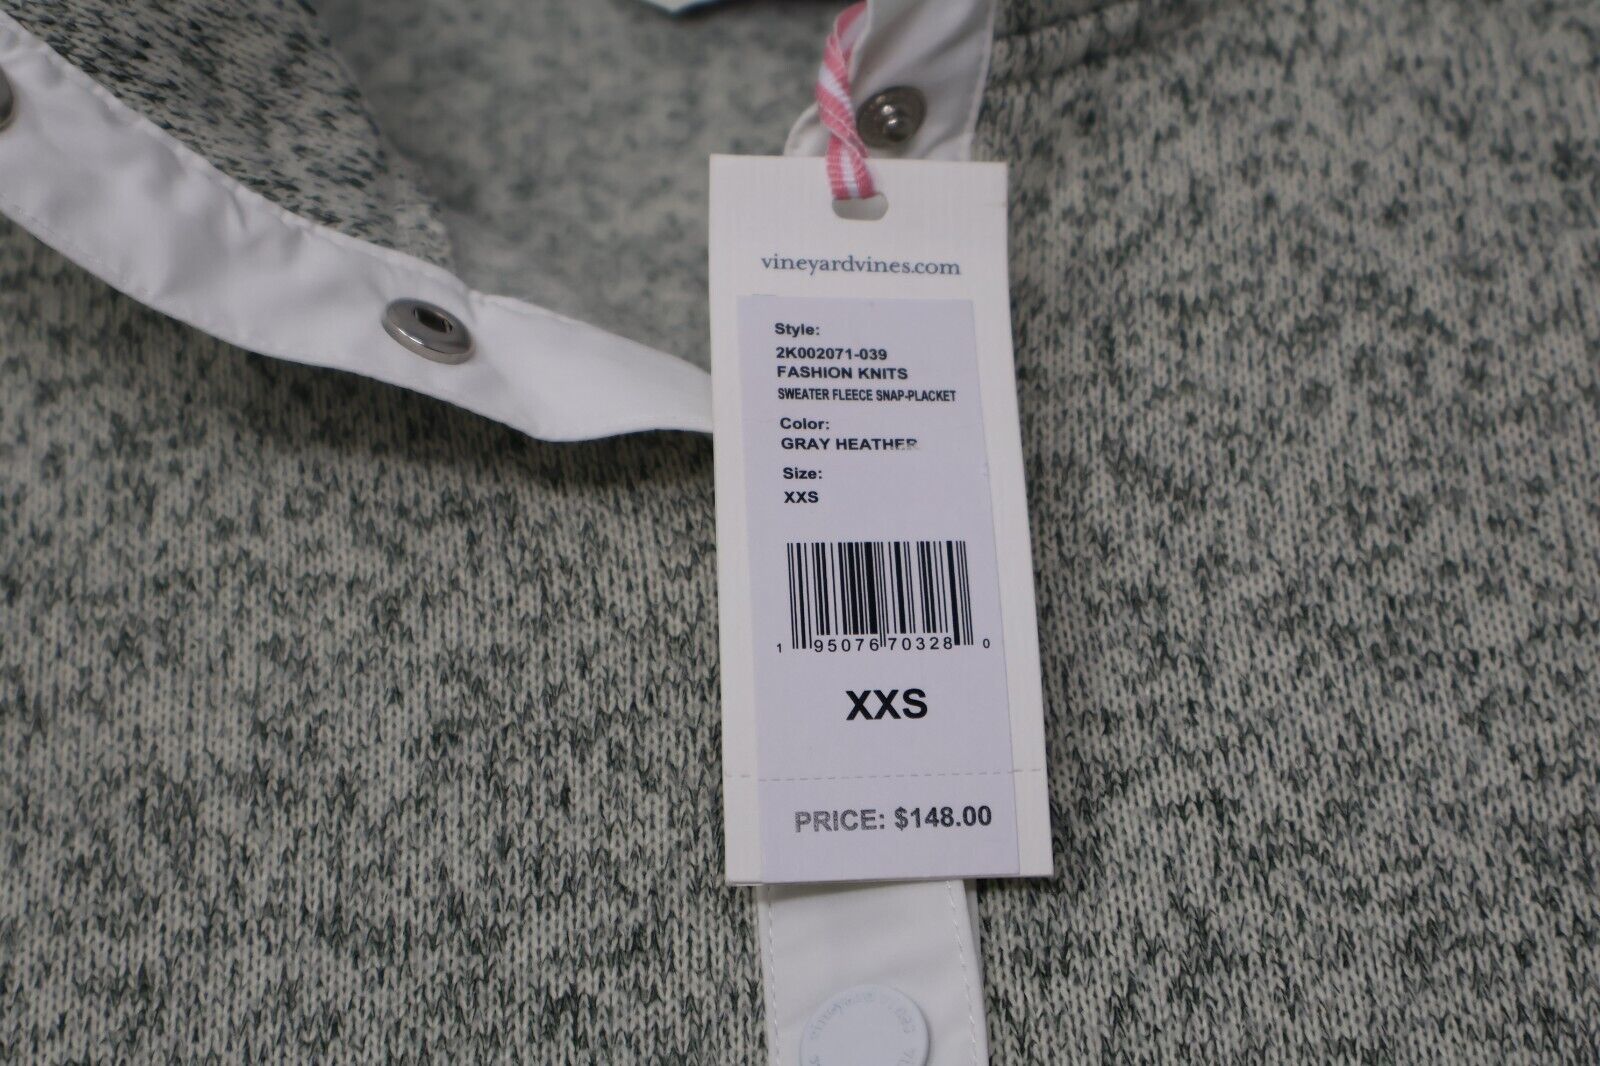 vineyardvines.com
Style:
2K002071-039
FASHION KNITS
SWEATER FLEECE SNAP-PLACKET
Color:
GRAY HEATHER
Size:
XXS
1 95076 70328 0
XXS
PRICE: $148.00